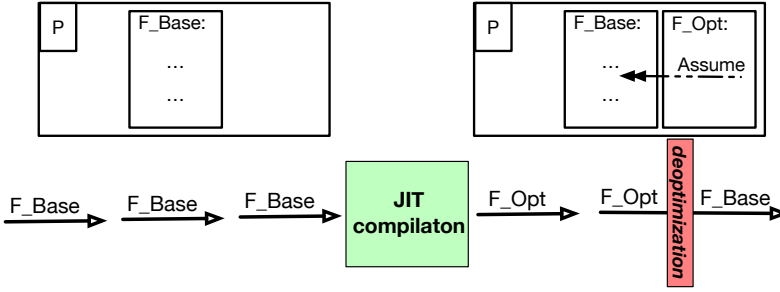 P
F_Base:
...
...
P
F_Base:
F_Opt:
...
Assume
...
F_Base
F_Base
F_Base
JIT
compilaton
F_Opt
F_Opt
deoptimization
F_Base